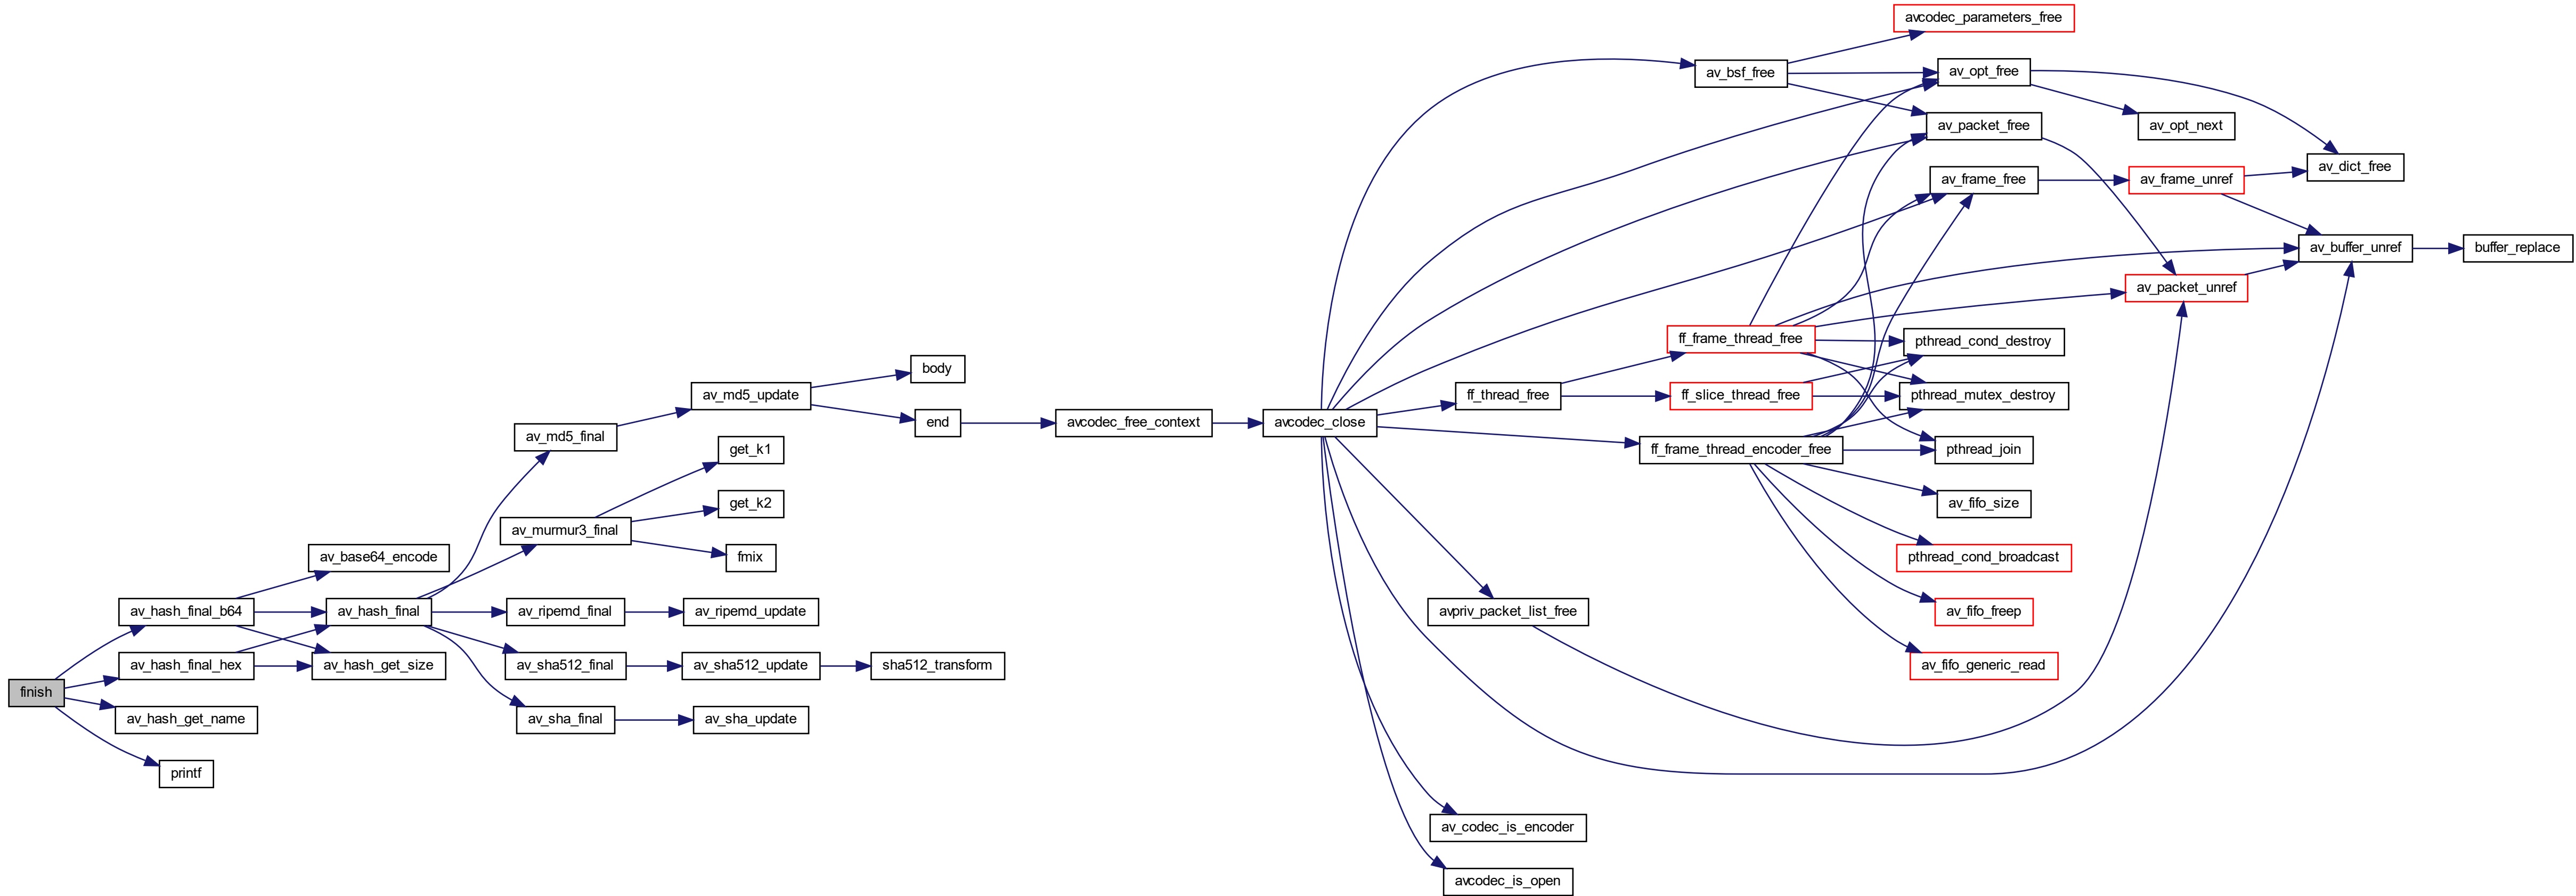 finish
av_hash_final_b64
av_hash_final_hex
av_hash_get_name
printf
av_base64_encode
av_hash_final
av_hash_get_size
av_md5_final
av_murmur3_final
av_ripemd_final
av_sha512_final
av_sha_final
av_md5_update
get_k1
get_k2
fmix
av_ripemd_update
av_sha512_update
av_sha_update
body
end
sha512_transform
avcodec_free_context
avcodec_close
ff_thread_free
avpriv_packet_list_free
av_codec_is_encoder
avcodec_is_open
av_bsf_free
ff_frame_thread_free
ff_slice_thread_free
ff_frame_thread_encoder_free
avcodec_parameters_free
av_opt_free
av_packet_free
av_frame_free
pthread_cond_destroy
pthread_mutex_destroy
pthread_join
av_fifo_size
pthread_cond_broadcast
av_fifo_freep
av_fifo_generic_read
av_opt_next
av_frame_unref
av_packet_unref
av_dict_free
av_buffer_unref
buffer_replace